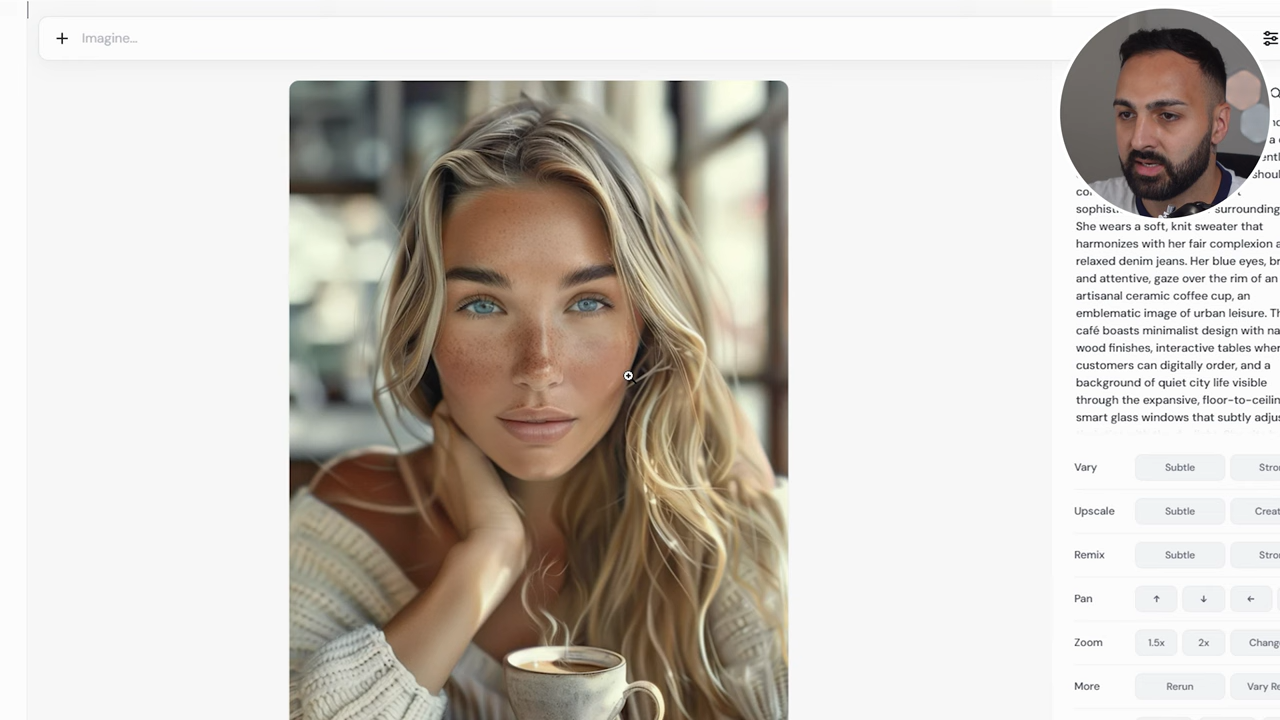 Imagine...
sophist surrounding
She wears a soft, knit sweater that
harmonizes with her fair complexion a
relaxed denim jeans. Her blue eyes, br
and attentive, gaze over the rim of an
artisanal ceramic coffee cup, an
emblematic image of urban leisure. Th
café boasts minimalist design with na
wood finishes, interactive tables wher
customers can digitally order, and a
background of quiet city life visible
through the expansive, floor-to-ceilin
smart glass windows that subtly adjus
Vary Subtle Stro
Upscale Subtle Creat
Remix Subtle Stro
Pan
Zoom 1.5x 2x Chang
More Rerun Vary Re